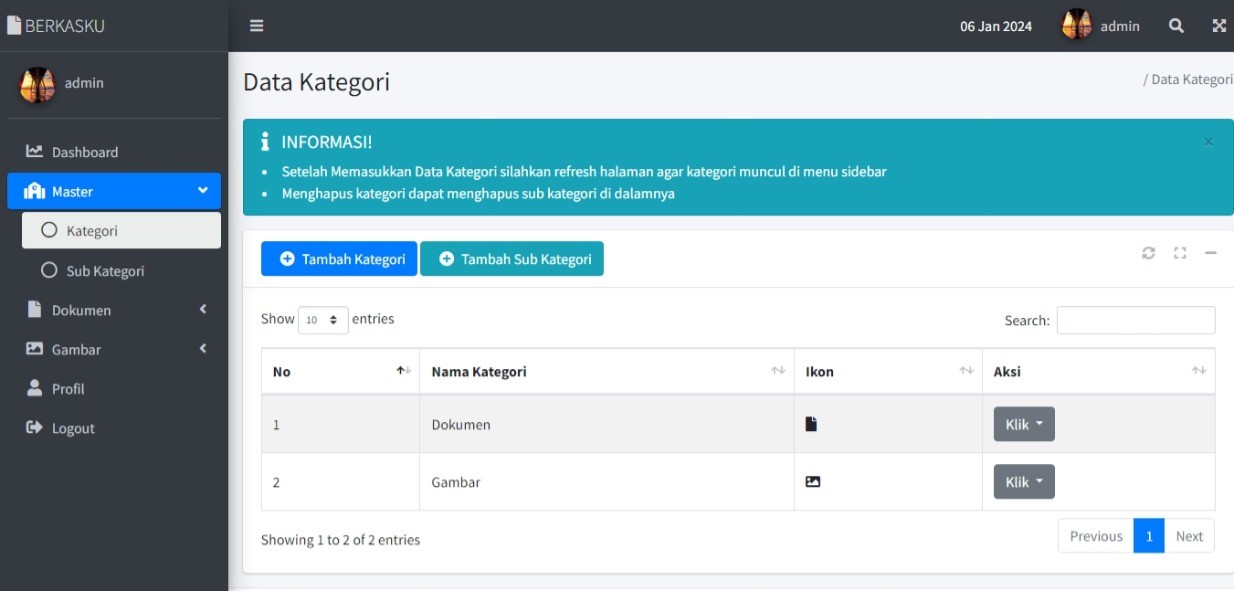 BERKASKU
06 Jan 2024 admin
admin
Data Kategori
/ Data Kategori
INFORMASI!
Setelah Memasukkan Data Kategori silahkan refresh halaman agar kategori muncul di menu sidebar
Menghapus kategori dapat menghapus sub kategori di dalamnya
Dashboard
Master
Kategori
Sub Kategori
Dokumen
Gambar
Profil
Logout
Tambah Kategori Tambah Sub Kategori
Show 10 entries
Search:
No Nama Kategori Ikon Aksi
1 Dokumen Klik
2 Gambar Klik
Showing 1 to 2 of 2 entries
Previous 1 Next